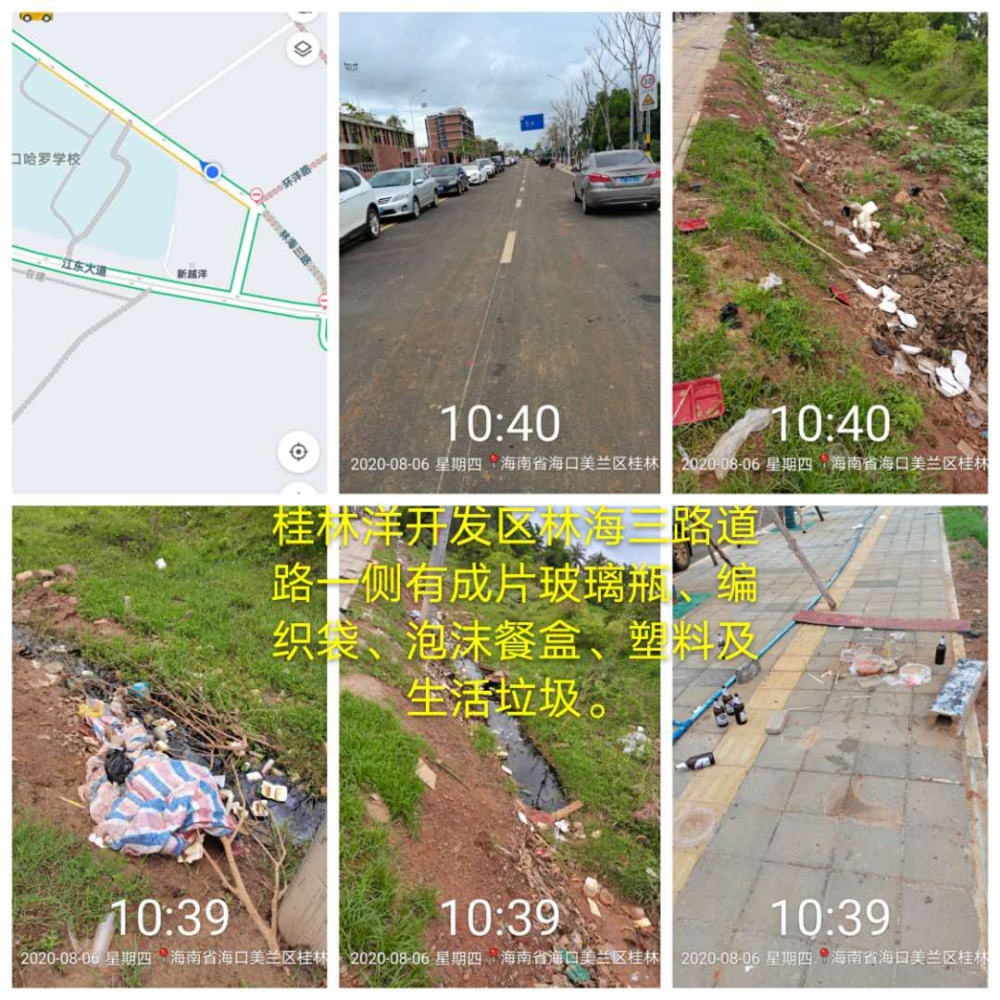 口哈罗学校
环洋路
林海三路
江东大道
在建
新越洋
30
10:40
2020-08-06 星期四 海南省海口美兰区桂林
10:40
2020-08-06 星期四 海南省海口美兰区桂林
桂林洋开发区林海三路道
路一侧有成片玻璃瓶、编
织袋、泡沫餐盒、塑料及
生活垃圾。
10:39
2020-08-06 星期四 海南省海口美兰区桂林
10:39
2020-08-06 星期四 海南省海口美兰区桂林
10:39
2020-08-06 星期四 海南省海口美兰区桂林